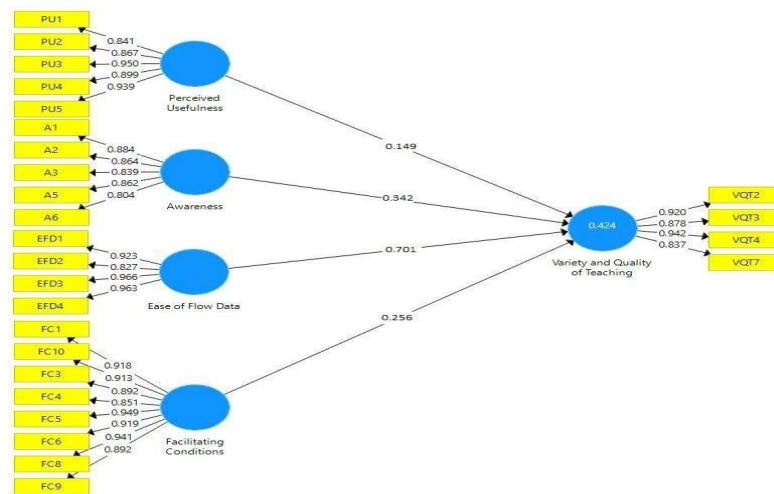 PU1
PU2
PU3
PU4
PU5
0.841
0.867
0.950
0.899
0.939
Perceived
Usefulness
A1
A2
A3
A5
A6
0.884
0.864
0.839
0.862
0.804
Awareness
EFD1
EFD2
EFD3
EFD4
0.923
0.827
0.966
0.963
Ease of Flow Data
FC1
FC10
FC3
FC4
FC5
FC6
FC8
FC9
0.918
0.913
0.892
0.851
0.949
0.919
0.941
0.892
Facilitating
Conditions
0.149
0.342
0.701
0.256
0.424
Variety and Quality
of Teaching
0.920
0.878
0.942
0.837
VQT2
VQT3
VQT4
VQT7